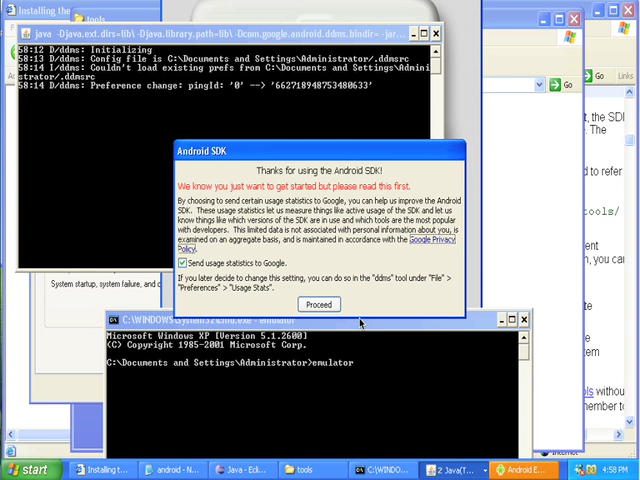 Installing the
java -Djava.ext.dirs=lib\ -Djava.library.path=lib\ -Dcom.google.android.ddms.bindir= -jar...
58:12 D/ddms: Initializing
58:13 D/ddms: Config file is C:\Documents and Settings\Administrator/.ddmsrc
58:14 I/ddms: Couldn't load existing prefs from C:\Documents and Settings\Admini
strator/.ddmsrc
58:14 D/ddms: Preference change: pingId: '0' --> '6627189487534806​33'
Go
Links
t, the SD
. The
d to refer
tools/
ent
n, you ca
te
e
stem
ols without
member to
Android SDK
Thanks for using the Android SDK!
We know you just want to get started but please read this first.
By choosing to send certain usage statistics to Google, you can help us improve the Android
SDK. These usage statistics let us measure things like active usage of the SDK and let us
know things like which versions of the SDK are in use and which tools are the most popular
with developers. This limited data is not associated with personal information about you, is
examined on an aggregate basis, and is maintained in accordance with the Google Privacy
Policy.
Send usage statistics to Google.
If you later decide to change this setting, you can do so in the "ddms" tool under "File" >
"Preferences" > "Usage Stats".
Proceed
System startup, system failure, and c
C:\WINDOWS\System32\cmd.exe - emulator
Microsoft Windows XP [Version 5.1.2600]
(C) Copyright 1985-2001 Microsoft Corp.
C:\Documents and Settings\Administrator>emulator
Internet
start
Installing t...
android - N...
Java - Ecli...
tools
C:\WINDO...
2 Java(T...
Android E...
4:58 PM